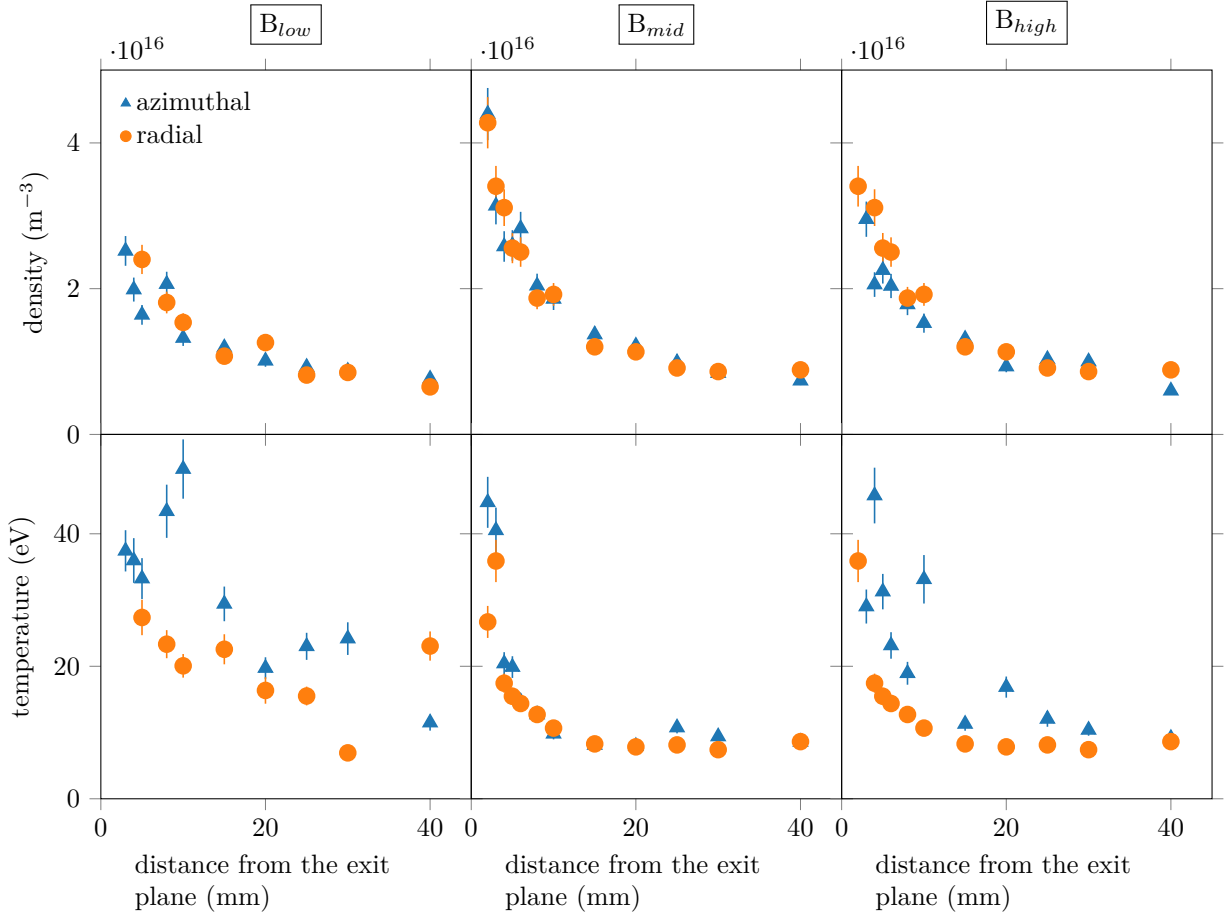 B_low B_mid B_high
·10^16 ·10^16 ·10^16
azimuthal
radial
4
2
0
density (m^−3)
40
20
0
temperature (eV)
0 20 40 0 20 40 0 20 40
distance from the exit
plane (mm)
distance from the exit
plane (mm)
distance from the exit
plane (mm)